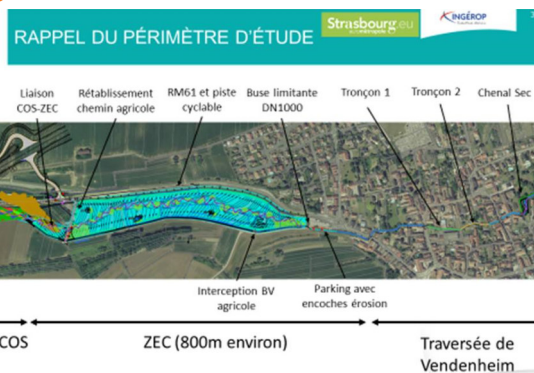 RAPPEL DU PÉRIMÈTRE D'ÉTUDE
Strasbourg.eu
INGÉROP
Liaison
COS-ZEC
Rétablissement
chemin agricole
RM61 et piste
cyclable
Buse limitante
DN1000
Tronçon 1
Tronçon 2
Chenal Sec
Interception BV
agricole
Parking avec
encoches érosion
COS
ZEC (800m environ)
Traversée de
Vendenheim